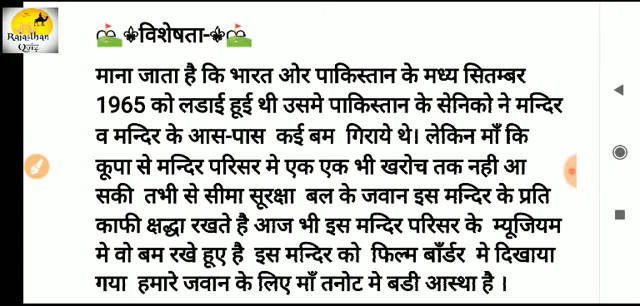 Rajasthan
Quiz
विशेषता-
माना जाता है कि भारत ओर पाकिस्तान के मध्य सितम्बर
1965 को लडाई हूई थी उसमे पाकिस्तान के सेनिको ने मन्दिर
व मन्दिर के आस-पास कई बम गिराये थे। लेकिन माँ कि
कूपा से मन्दिर परिसर मे एक एक भी खरोच तक नही आ
सकी तभी से सीमा सूरक्षा बल के जवान इस मन्दिर के प्रति
काफी क्षद्धा रखते है आज भी इस मन्दिर परिसर के म्यूजियम
मे वो बम रखे हूए है इस मन्दिर को फिल्म बॉर्डर मे दिखाया
गया हमारे जवान के लिए माँ तनोट मे बडी आस्था है ।